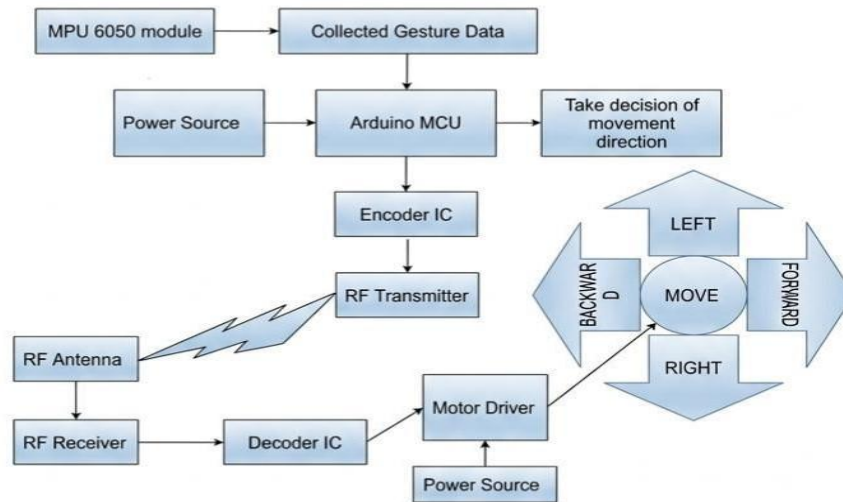 MPU 6050 module
Collected Gesture Data
Power Source
Arduino MCU
Take decision of
movement
direction
Encoder IC
LEFT
BACKWAR
D
MOVE
FORWARD
RF Transmitter
RIGHT
RF Antenna
Motor Driver
RF Receiver
Decoder IC
Power Source